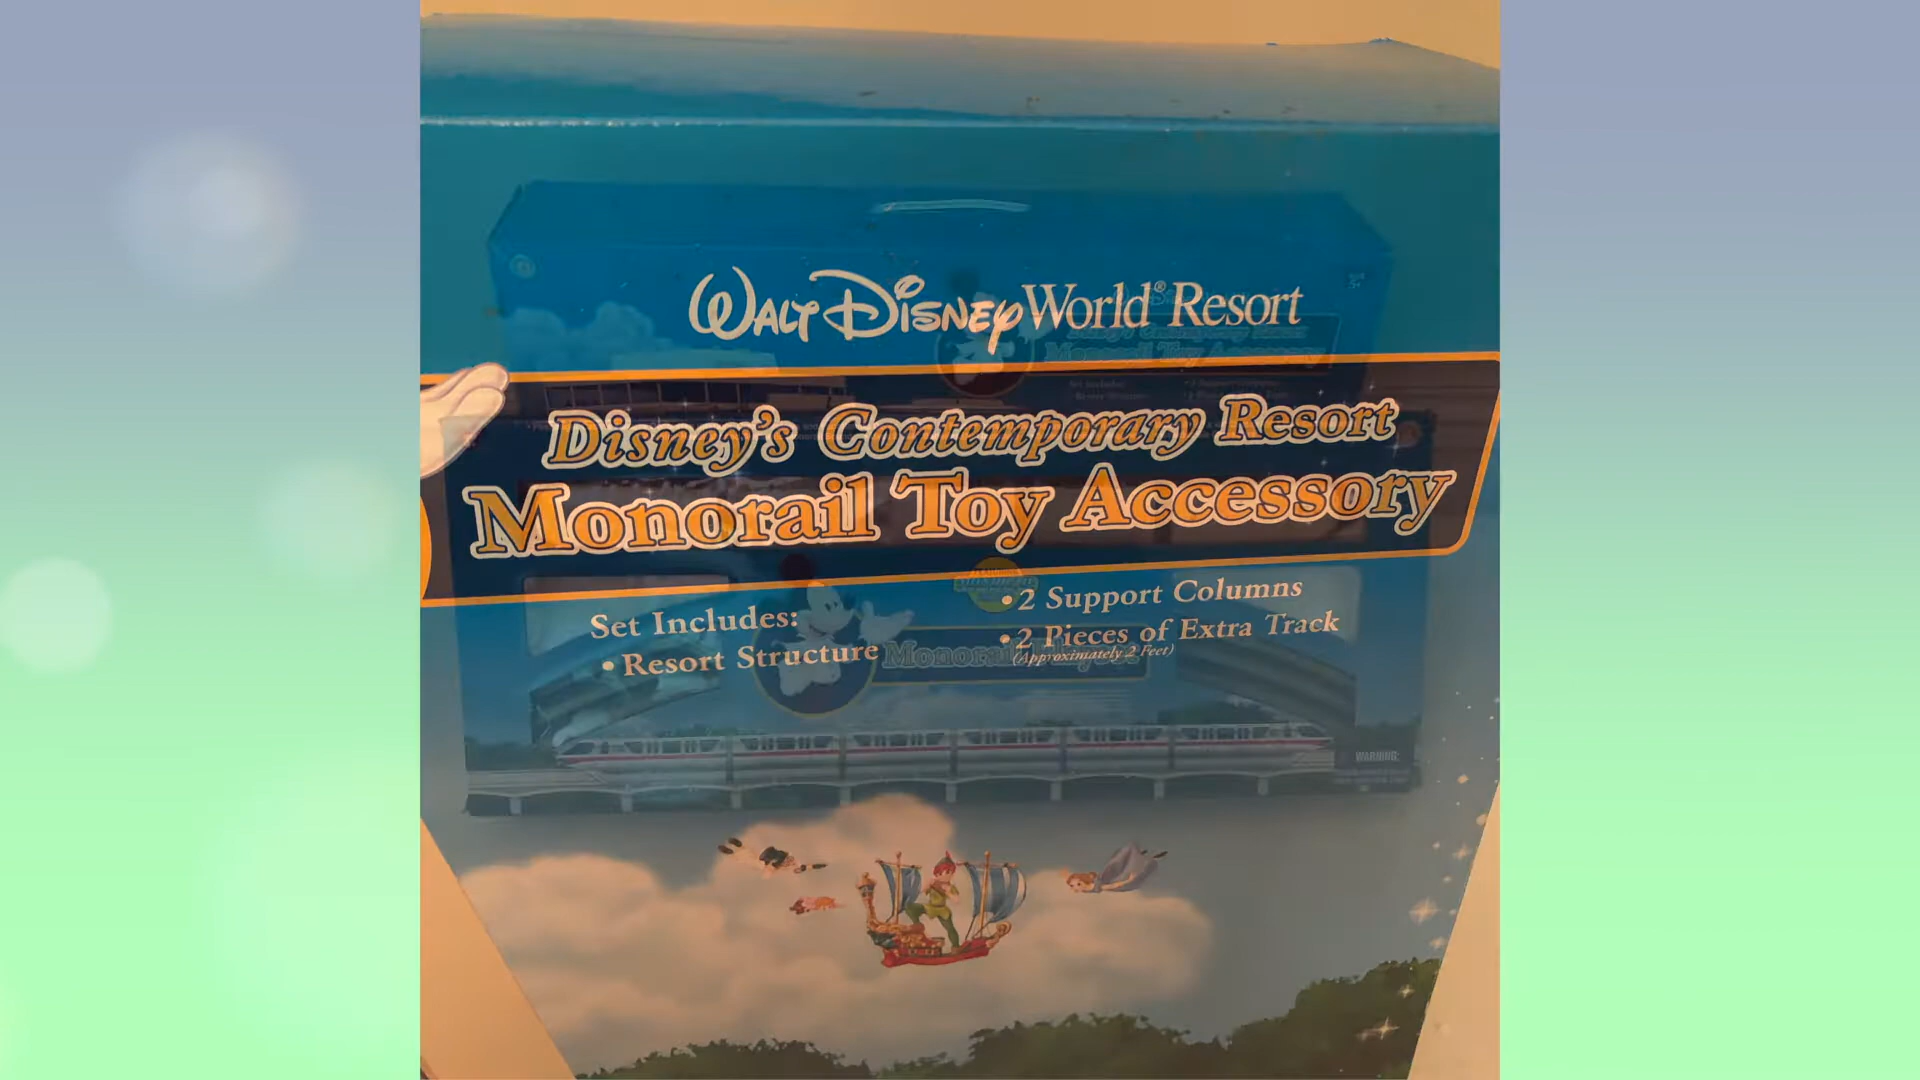 Walt Disney World® Resort
Disney's Contemporary Resort
Monorail Toy Accessory
Set Includes:
• Resort Structure
• 2 Support Columns
• 2 Pieces of Extra Track
(Approximately 2 Feet)
Monorail
WARNING: